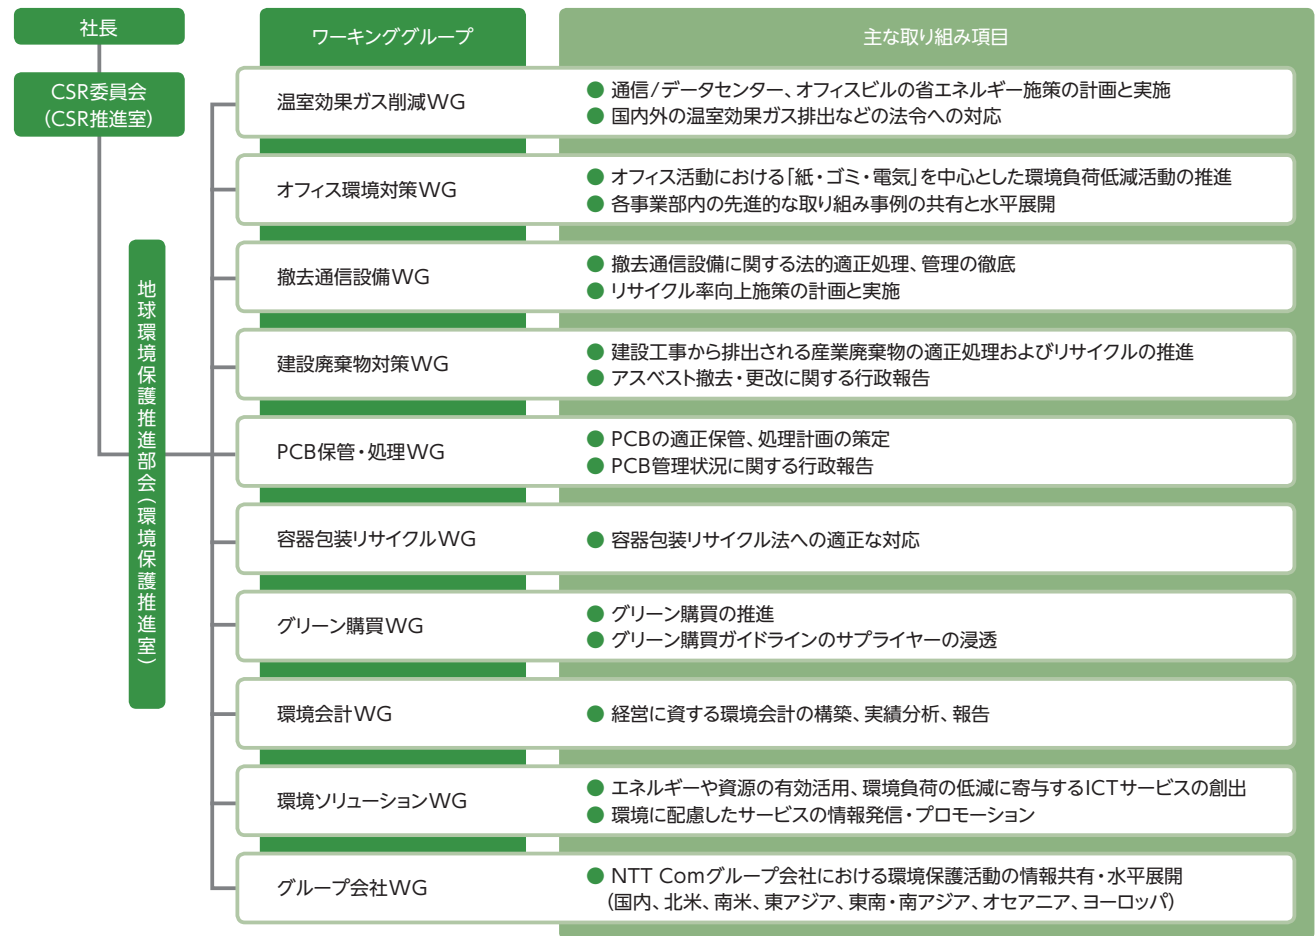 社長
CSR委員会
(CSR推進室)
地球環境保護推進部会(環境保護推進室)
ワーキンググループ
主な取り組み項目
温室効果ガス削減WG
● 通信/データセンター、オフィスビルの省エネルギー施策の計画と実施
● 国内外の温室効果ガス排出などの法令への対応
オフィス環境対策WG
● オフィス活動における「紙・ゴミ・電気」を中心とした環境負荷低減活動の推進
● 各事業部内の先進的な取り組み事例の共有と水平展開
撤去通信設備WG
● 撤去通信設備に関する法的適正処理、管理の徹底
● リサイクル率向上施策の計画と実施
建設廃棄物対策WG
● 建設工事から排出される産業廃棄物の適正処理およびリサイクルの推進
● アスベスト撤去・更改に関する行政報告
PCB保管・処理WG
● PCBの適正保管、処理計画の策定
● PCB管理状況に関する行政報告
容器包装リサイクルWG
● 容器包装リサイクル法への適正な対応
グリーン購買WG
● グリーン購買の推進
● グリーン購買ガイドラインのサプライヤーの浸透
環境会計WG
● 経営に資する環境会計の構築、実績分析、報告
環境ソリューションWG
● エネルギーや資源の有効活用、環境負荷の低減に寄与するICTサービスの創出
● 環境に配慮したサービスの情報発信・プロモーション
グループ会社WG
● NTT Comグループ会社における環境保護活動の情報共有・水平展開
(国内、北米、南米、東アジア、東南・南アジア、オセアニア、ヨーロッパ)